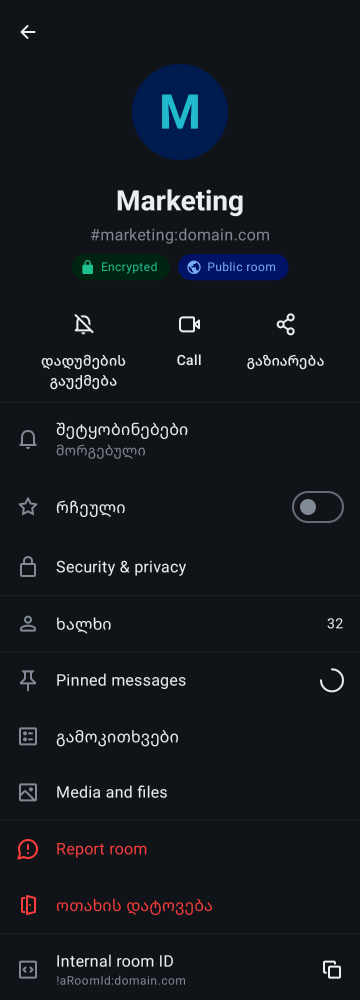 M
Marketing
#marketing:domain.com
Encrypted
Public room
დადუმების
გაუქმება
Call
გაზიარება
შეტყობინებები
მორგებული
რჩეული
Security & privacy
ხალხი
32
Pinned messages
გამოკითხვები
Media and files
Report room
ოთახის დატოვება
Internal room ID
!aRoomId:domain.com